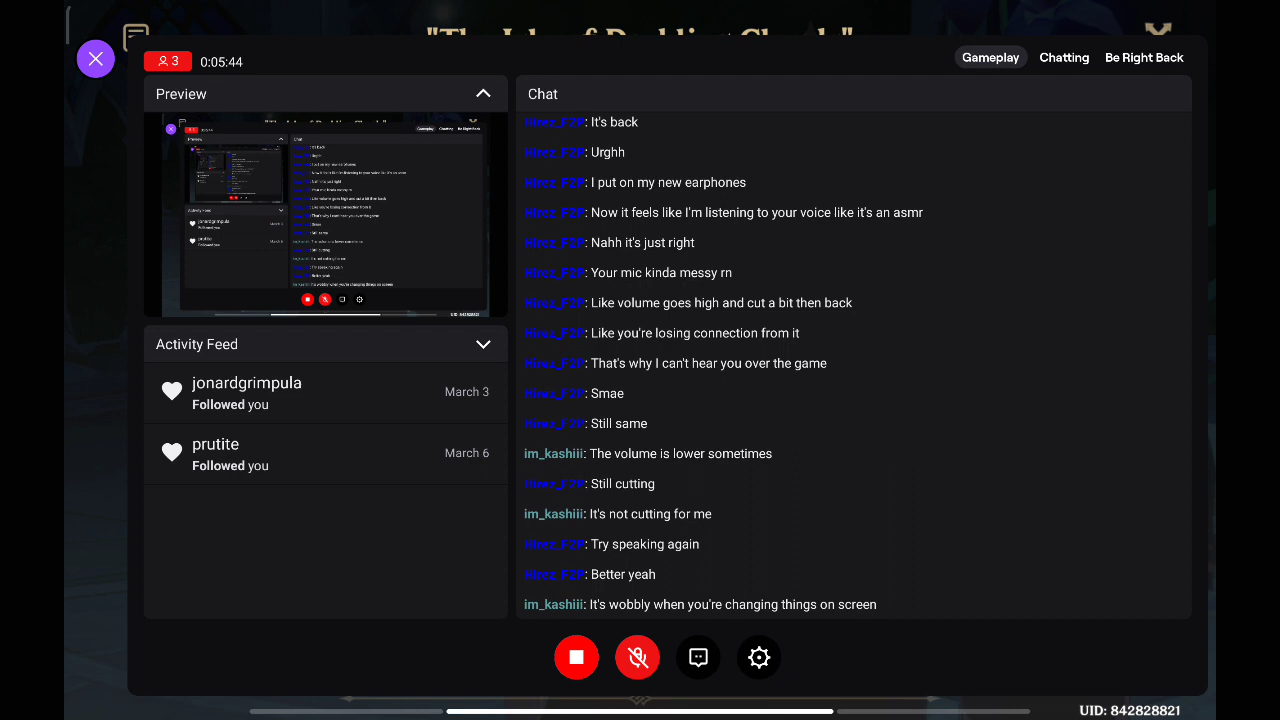 3
0:05:44
Gameplay
Chatting
Be Right Back
Preview
Activity Feed
jonardgrimpula
Followed you
March 3
prutite
Followed you
March 6
Chat
Hirez_F2P: It's back
Hirez_F2P: Urghh
Hirez_F2P: I put on my new earphones
Hirez_F2P: Now it feels like I'm listening to your voice like it's an asmr
Hirez_F2P: Nahh it's just right
Hirez_F2P: Your mic kinda messy rn
Hirez_F2P: Like volume goes high and cut a bit then back
Hirez_F2P: Like you're losing connection from it
Hirez_F2P: That's why I can't hear you over the game
Hirez_F2P: Smae
Hirez_F2P: Still same
im_kashiii: The volume is lower sometimes
Hirez_F2P: Still cutting
im_kashiii: It's not cutting for me
Hirez_F2P: Try speaking again
Hirez_F2P: Better yeah
im_kashiii: It's wobbly when you're changing things on screen
UID: 842828821